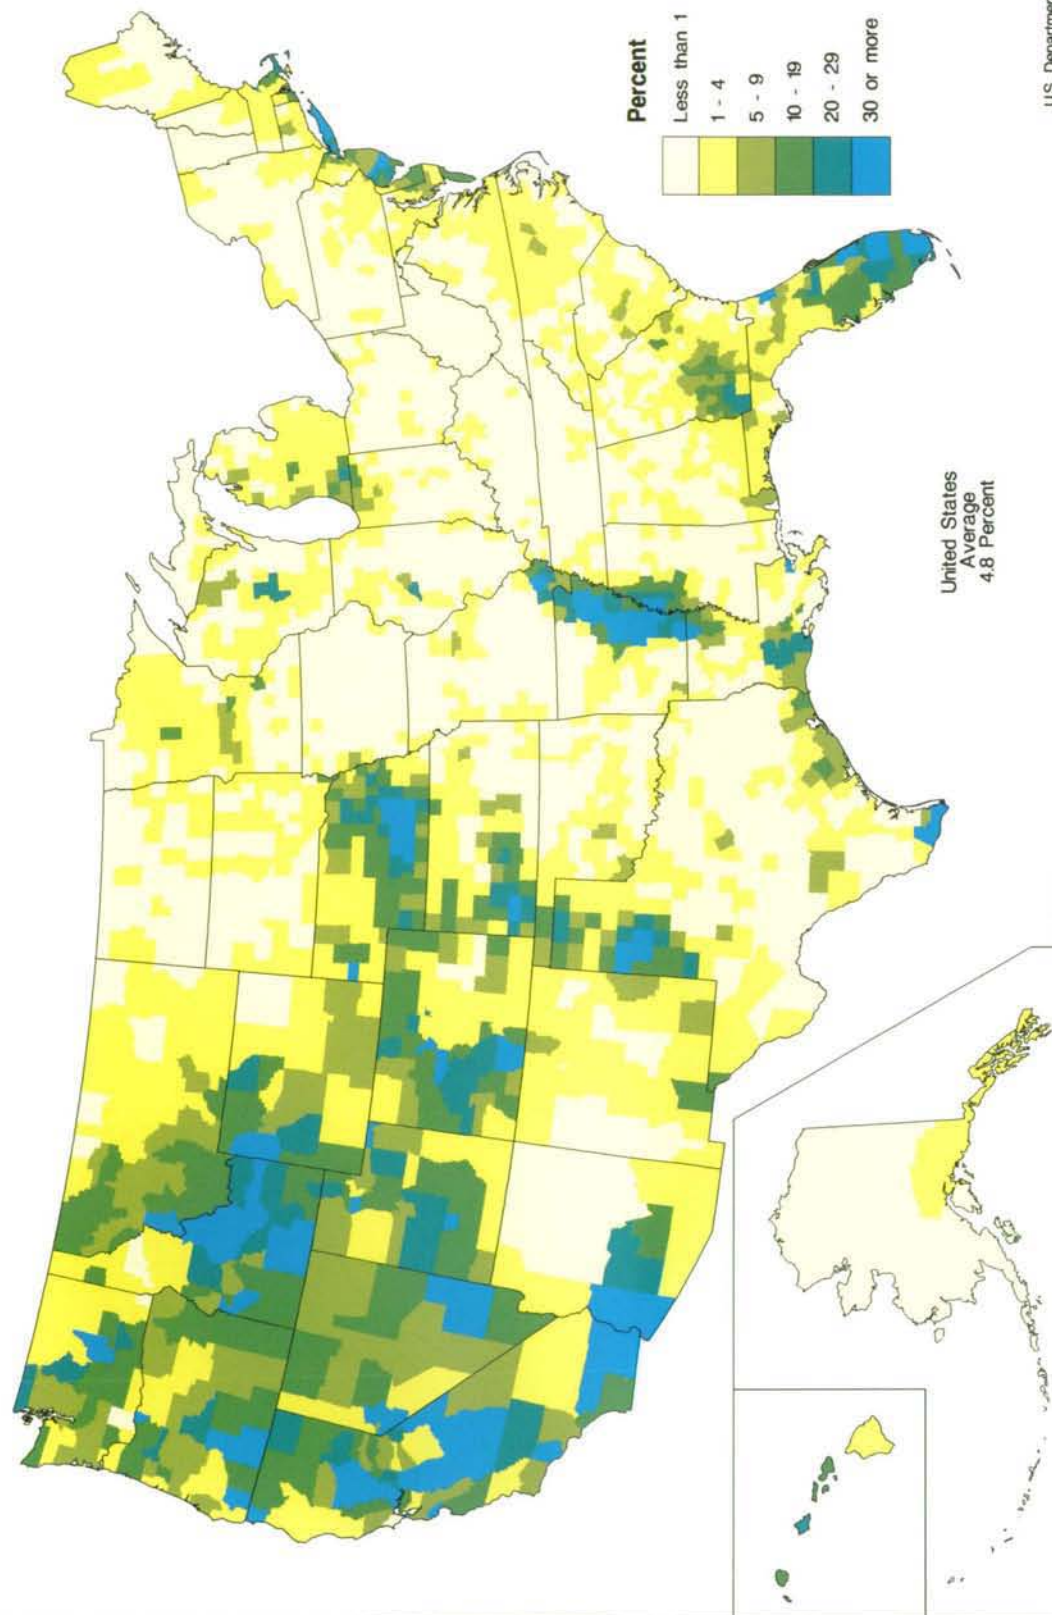 Percent
Less than 1
1 - 4
5 - 9
10 - 19
20 - 29
30 or more
United States
Average
4.8 Percent
U.S.